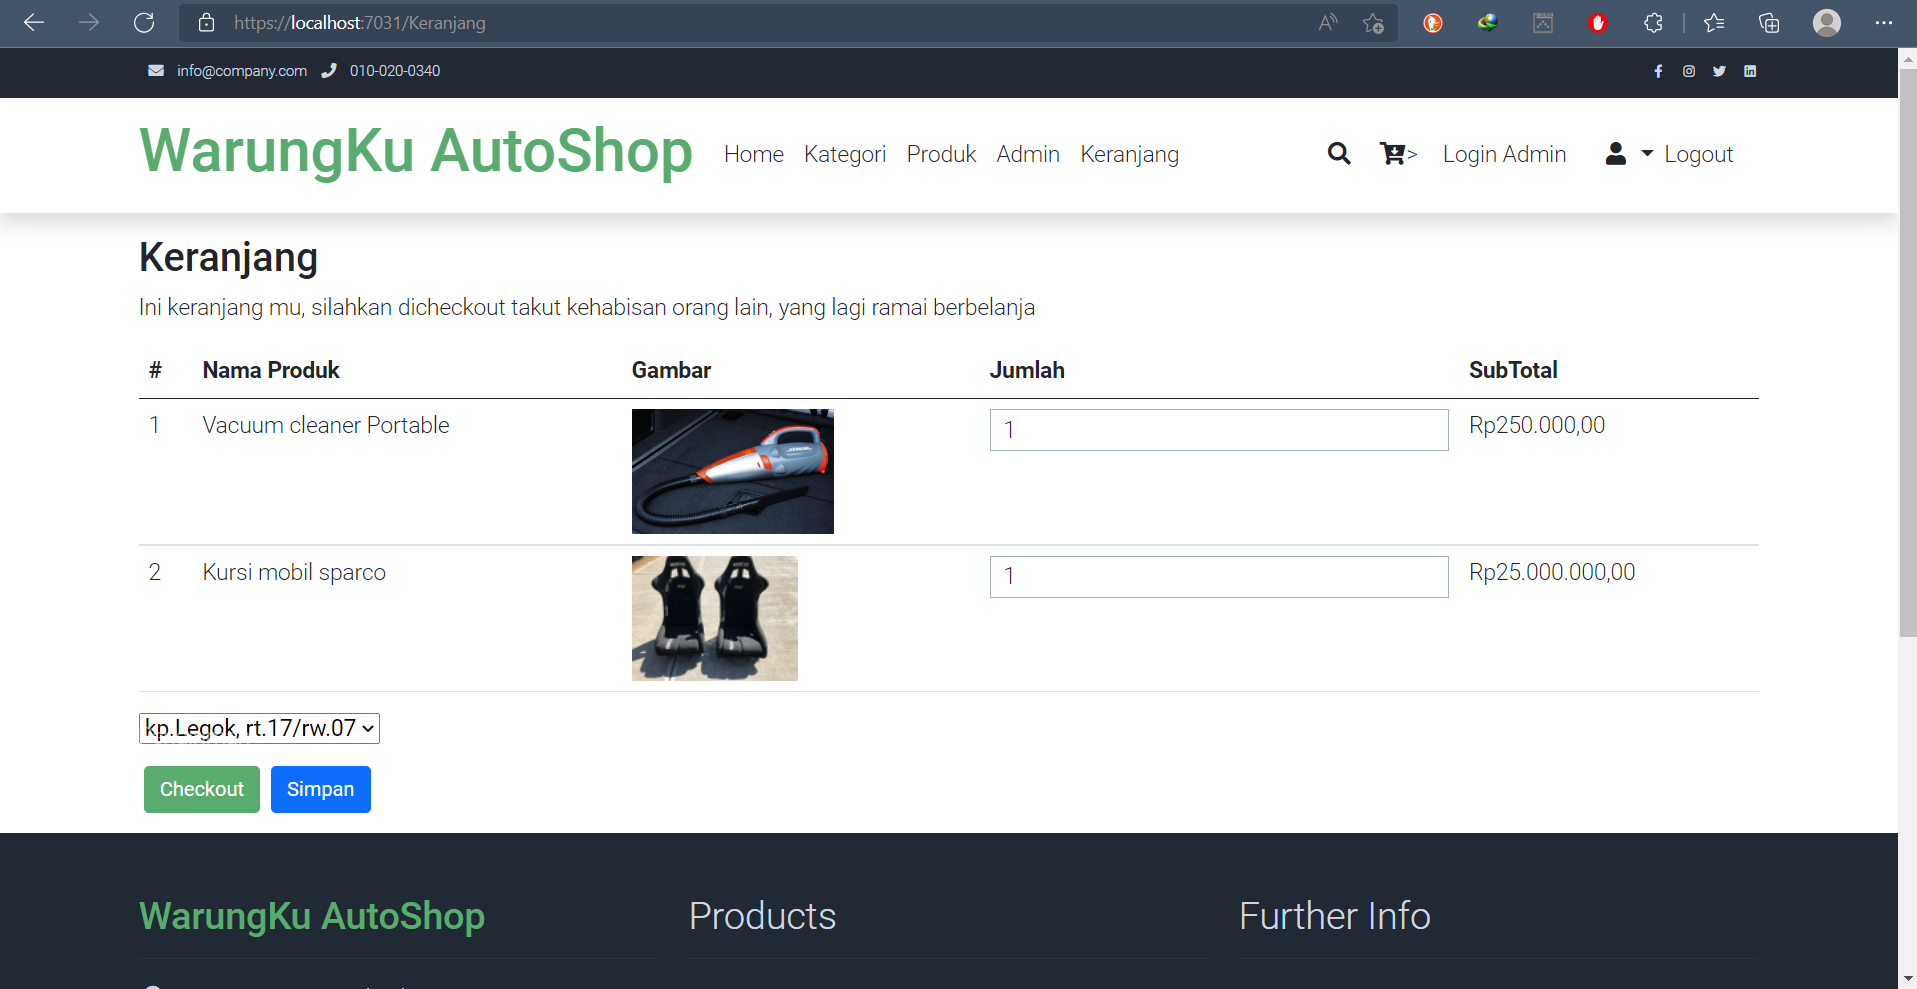 https://localhost:7031/Keranjang
info@company.com 010-020-0340
WarungKu AutoShop Home Kategori Produk Admin Keranjang > Login Admin Logout
Keranjang
Ini keranjang mu, silahkan dicheckout takut kehabisan orang lain, yang lagi ramai berbelanja
# Nama Produk Gambar Jumlah SubTotal
1 Vacuum cleaner Portable 1 Rp250.000,00
2 Kursi mobil sparco 1 Rp25.000.000,00
kp.Legok, rt.17/rw.07
Checkout Simpan
WarungKu AutoShop Products Further Info